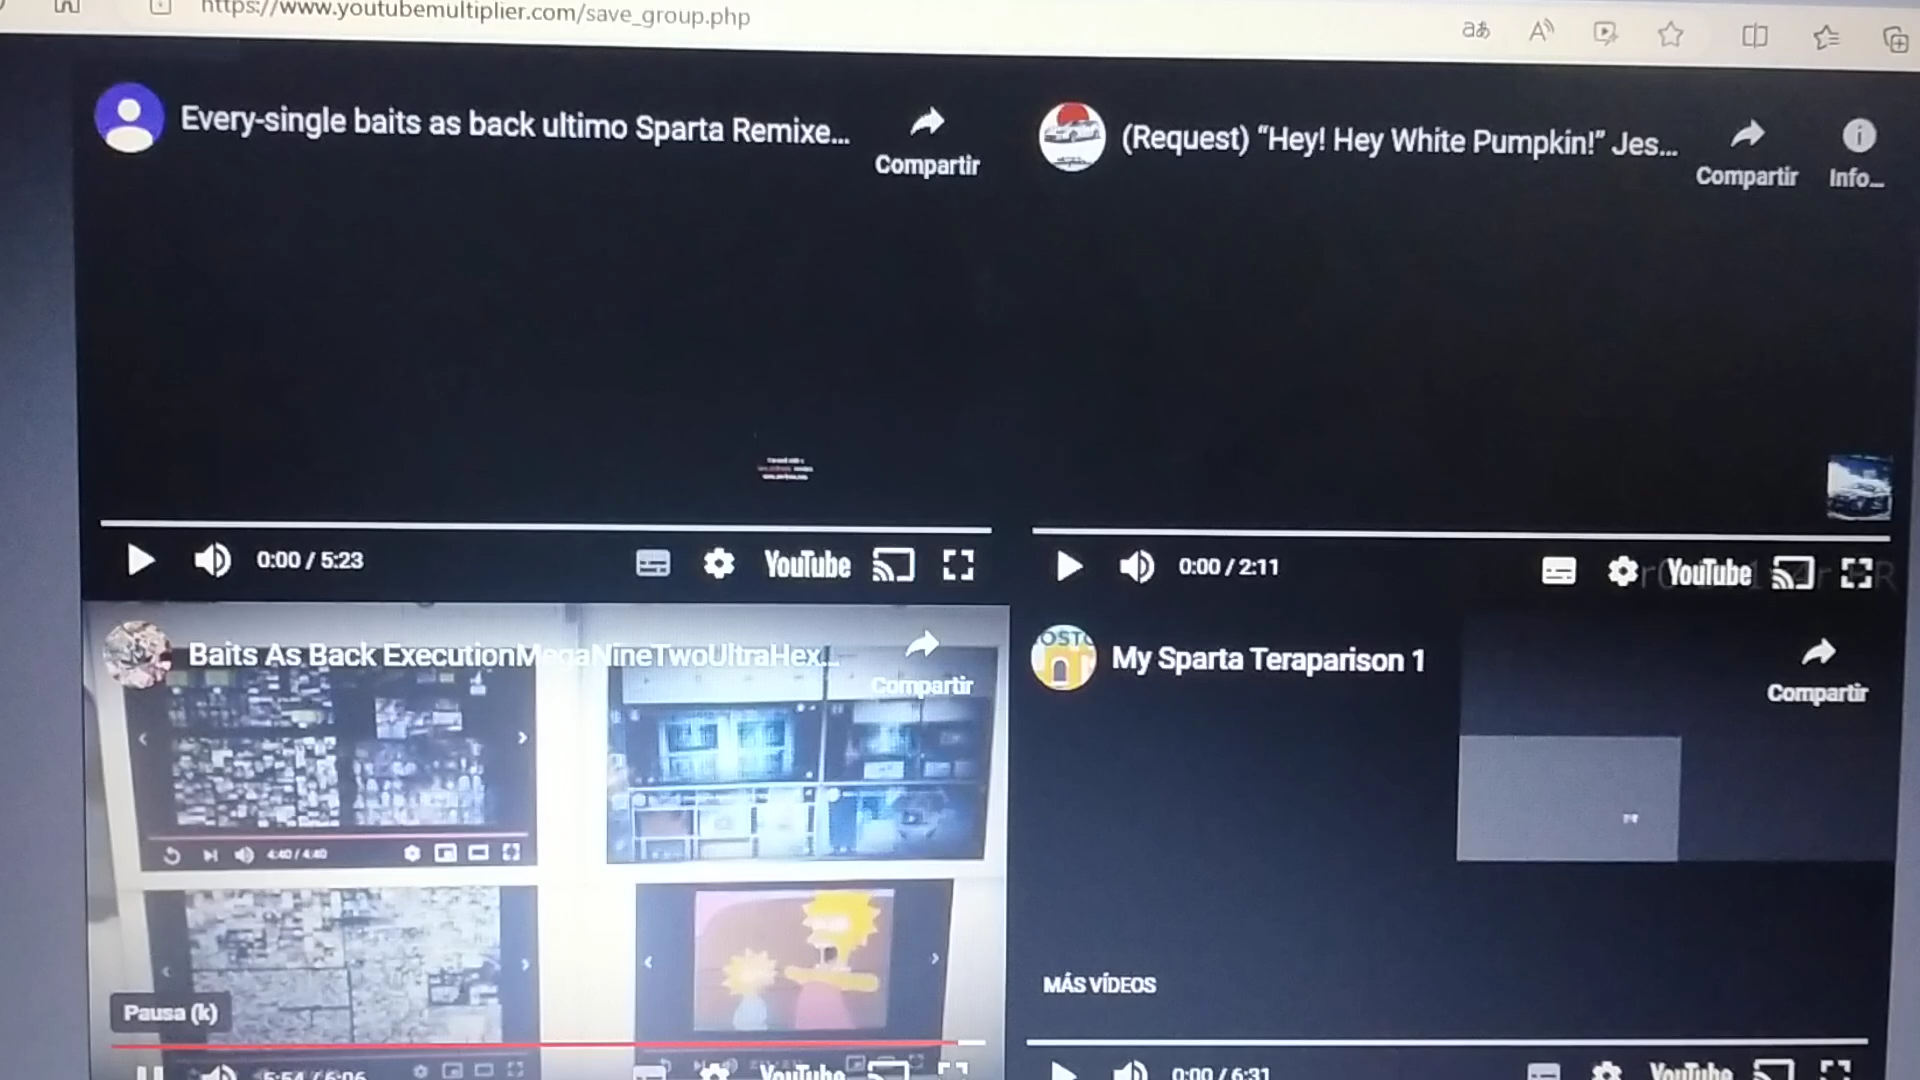 https://www.youtubemultiplier.com/save_group.php
Every-single baits as back ultimo Sparta Remixe...
Compartir
(Request) “Hey! Hey White Pumpkin!” Jes...
Compartir
Info...
0:00 / 5:23
YouTube
0:00 / 2:11
YouTube
Baits As Back ExecutionMegaNineTwoUltraHex...
Compartir
4:40 / 4:40
Pausa (k)
5:54 / 6:06
YouTube
OSTO
My Sparta Teraparison 1
Compartir
MÁS VÍDEOS
0:00 / 6:31
YouTube